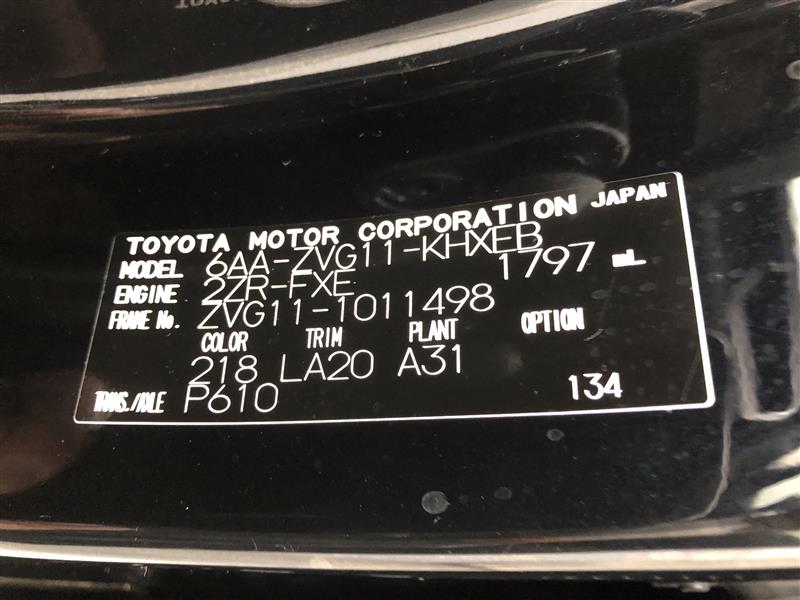 TOYOTA MOTOR CORPORATION JAPAN
MODEL 6AA-ZVG11-KHXEB
ENGINE 2ZR-FXE 1797 mL
FRAME No. ZVG11-1011498
COLOR TRIM PLANT OPTION
218 LA20 A31
TRANS./AXLE P610 134